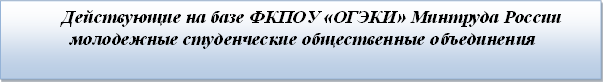 Действующие на базе ФКПОУ «ОГЭКИ» Минтруда России
молодежные студенческие общественные объединения